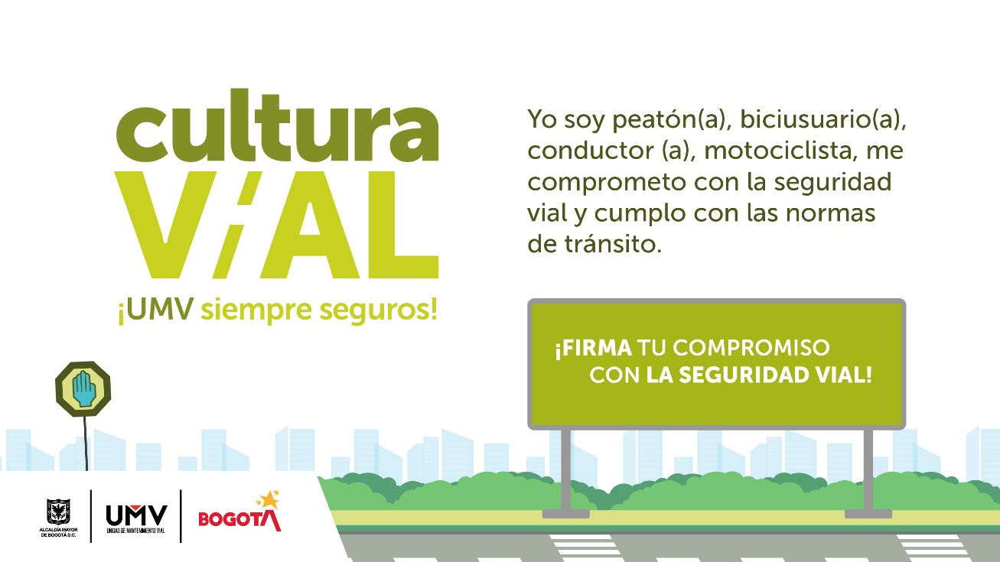 cultura
ViAL
¡UMV siempre seguros!
Yo soy peatón(a), biciusuario(a),
conductor (a), motociclista, me
comprometo con la seguridad
vial y cumplo con las normas
de tránsito.
¡FIRMA TU COMPROMISO
CON LA SEGURIDAD VIAL!
ALCALDÍA MAYOR
DE BOGOTÁ D.C.
UMV
UNIDAD DE MANTENIMIENTO VIAL
BOGOTÁ